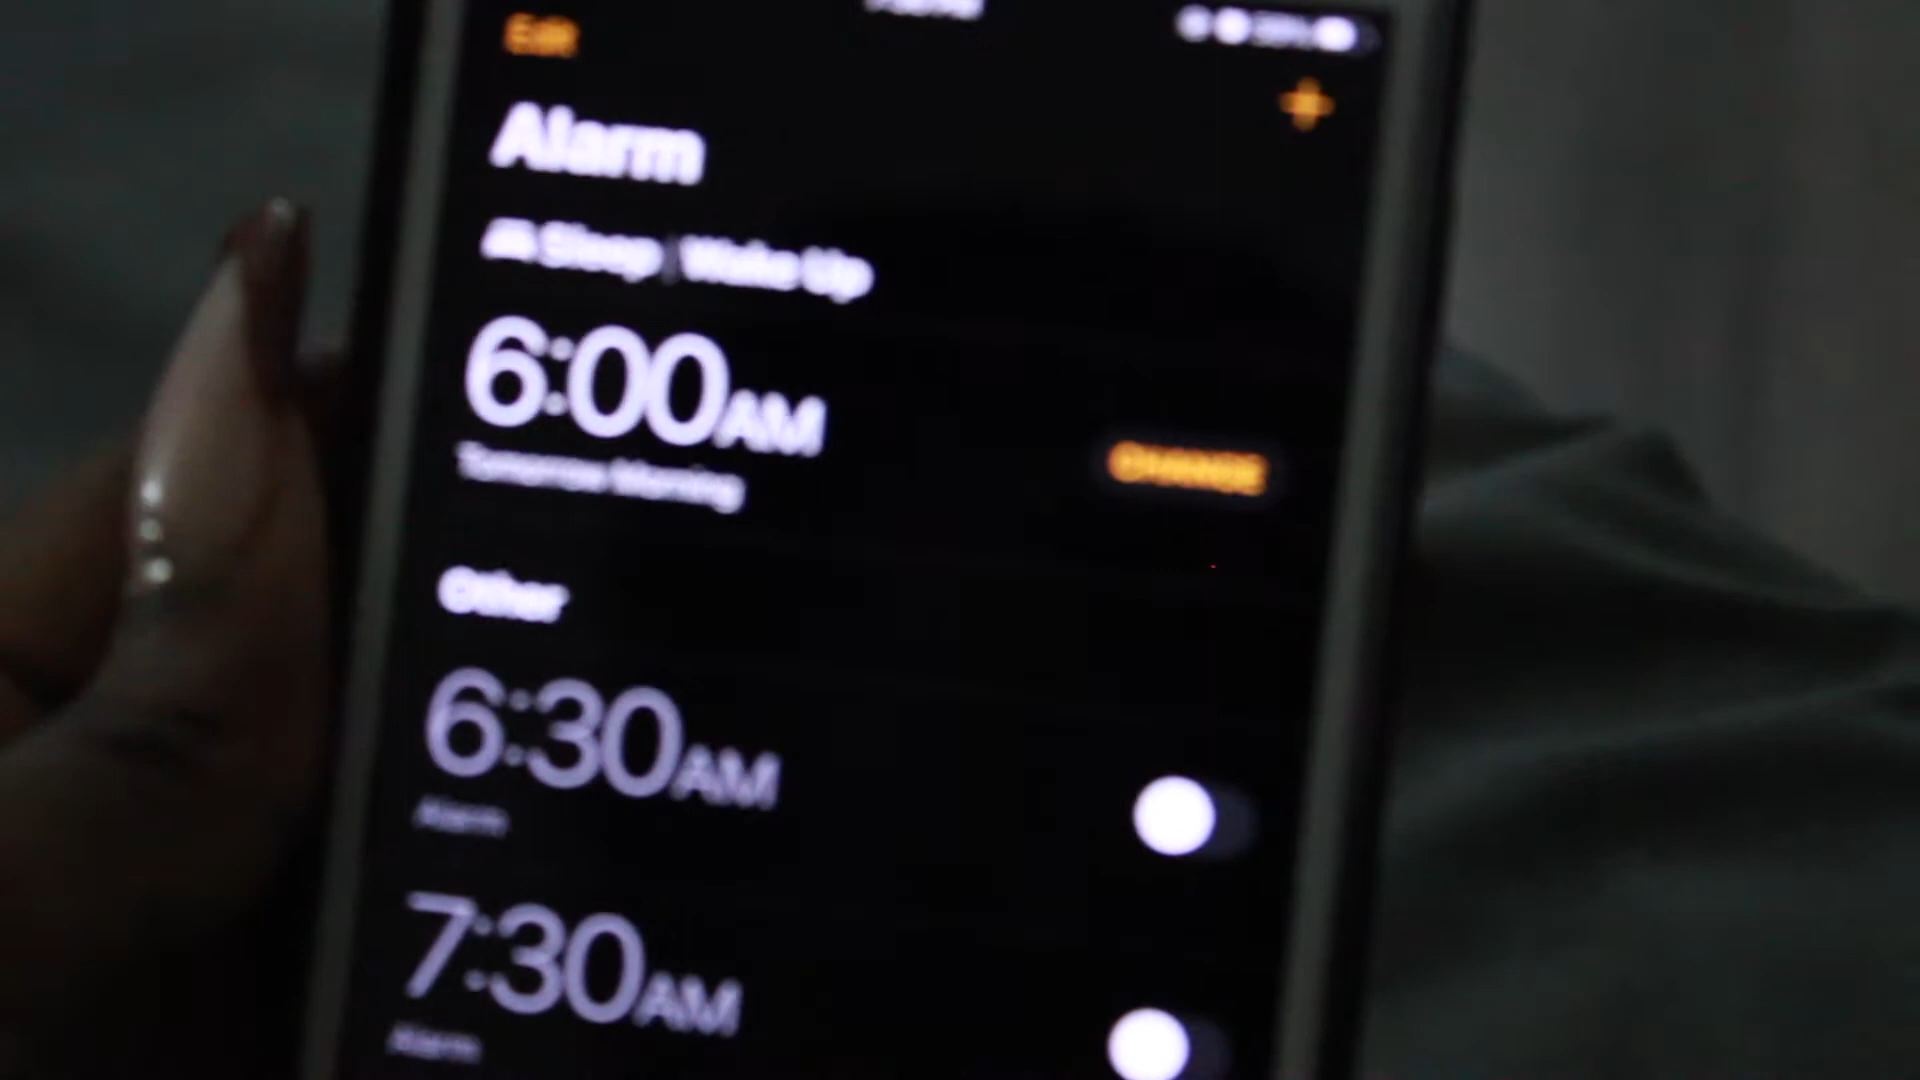 Edit
Alarm
Sleep | Wake Up
6:00AM
Tomorrow Morning
CHANGE
Other
6:30AM
Alarm
7:30AM
Alarm